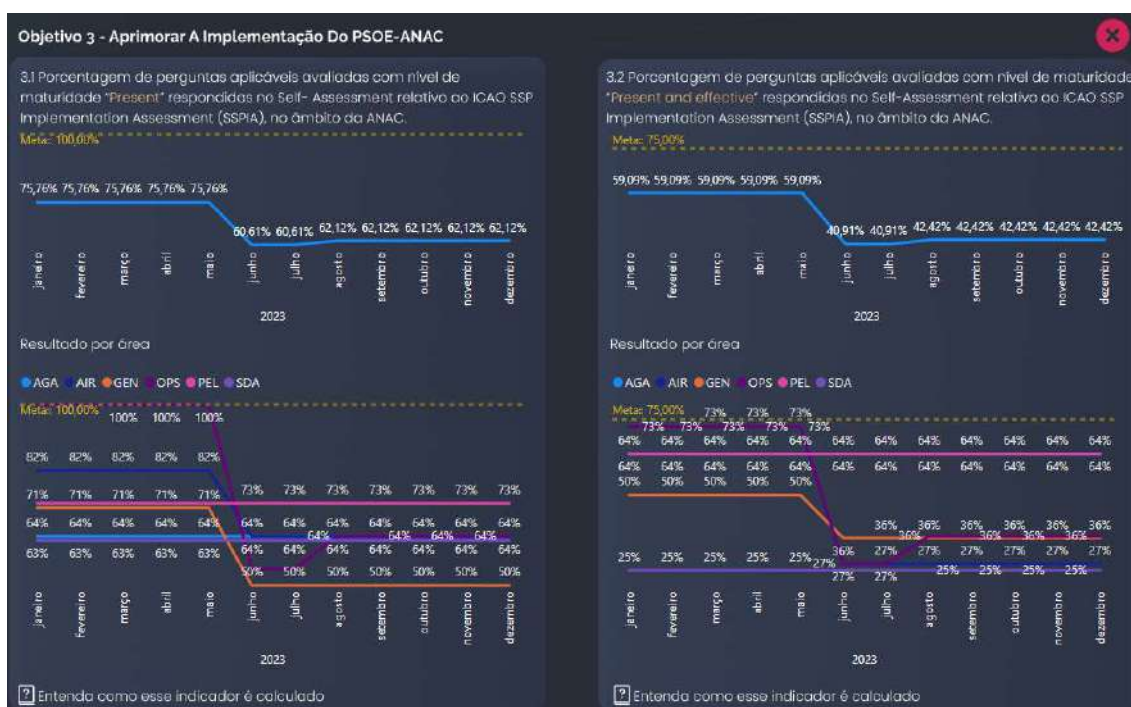 Objetivo 3 - Aprimorar A Implementação Do PSOE-ANAC
3.1 Porcentagem de perguntas aplicáveis avaliadas com nível de
maturidade "Present" respondidas no Self- Assessment relativo ao ICAO SSP
Implementation Assessment (SSPIA), no âmbito da ANAC.
Meta:: 100,00%
75,76% 75,76% 75,76% 75,76% 75,76%
60,61% 60,61% 62,12% 62,12% 62,12% 62,12% 62,12%
janeiro fevereiro março abril maio junho julho agosto setembro outubro novembro dezembro
2023
Resultado por área
AGA AIR GEN OPS PEL SDA
Meta:: 100,00%
100% 100% 100%
82% 82% 82% 82% 82%
71% 71% 71% 71% 71% 73% 73% 73% 73% 73% 73% 73%
64% 64% 64% 64% 64% 64% 64% 64% 64% 64% 64% 64%
64% 64% 64% 64%
63% 63% 63% 63% 63% 64% 64% 64% 64% 64% 64% 64%
50% 50% 50% 50% 50% 50% 50%
janeiro fevereiro março abril maio junho julho agosto setembro outubro novembro dezembro
2023
? Entenda como esse indicador é calculado
3.2 Porcentagem de perguntas aplicáveis avaliadas com nível de maturidade
"Present and effective" respondidas no Self-Assessment relativo ao ICAO SSP
Implementation Assessment (SSPIA), no âmbito da ANAC.
Meta:: 75,00%
59,09% 59,09% 59,09% 59,09% 59,09%
40,91% 40,91% 42,42% 42,42% 42,42% 42,42% 42,42%
janeiro fevereiro março abril maio junho julho agosto setembro outubro novembro dezembro
2023
Resultado por área
AGA AIR GEN OPS PEL SDA
Meta:: 75,00%
73% 73% 73%
73% 73% 73% 73% 73%
64% 64% 64% 64% 64% 64% 64% 64% 64% 64% 64% 64%
64% 64% 64% 64% 64% 64% 64% 64% 64% 64% 64% 64%
50% 50% 50% 50% 50%
36% 36% 36% 36% 36% 36%
36% 36% 36% 36%
25% 25% 25% 25% 25% 27% 36% 27% 27% 27% 27% 27% 27%
27% 27% 25% 25% 25% 25%
janeiro fevereiro março abril maio junho julho agosto setembro outubro novembro dezembro
2023
? Entenda como esse indicador é calculado